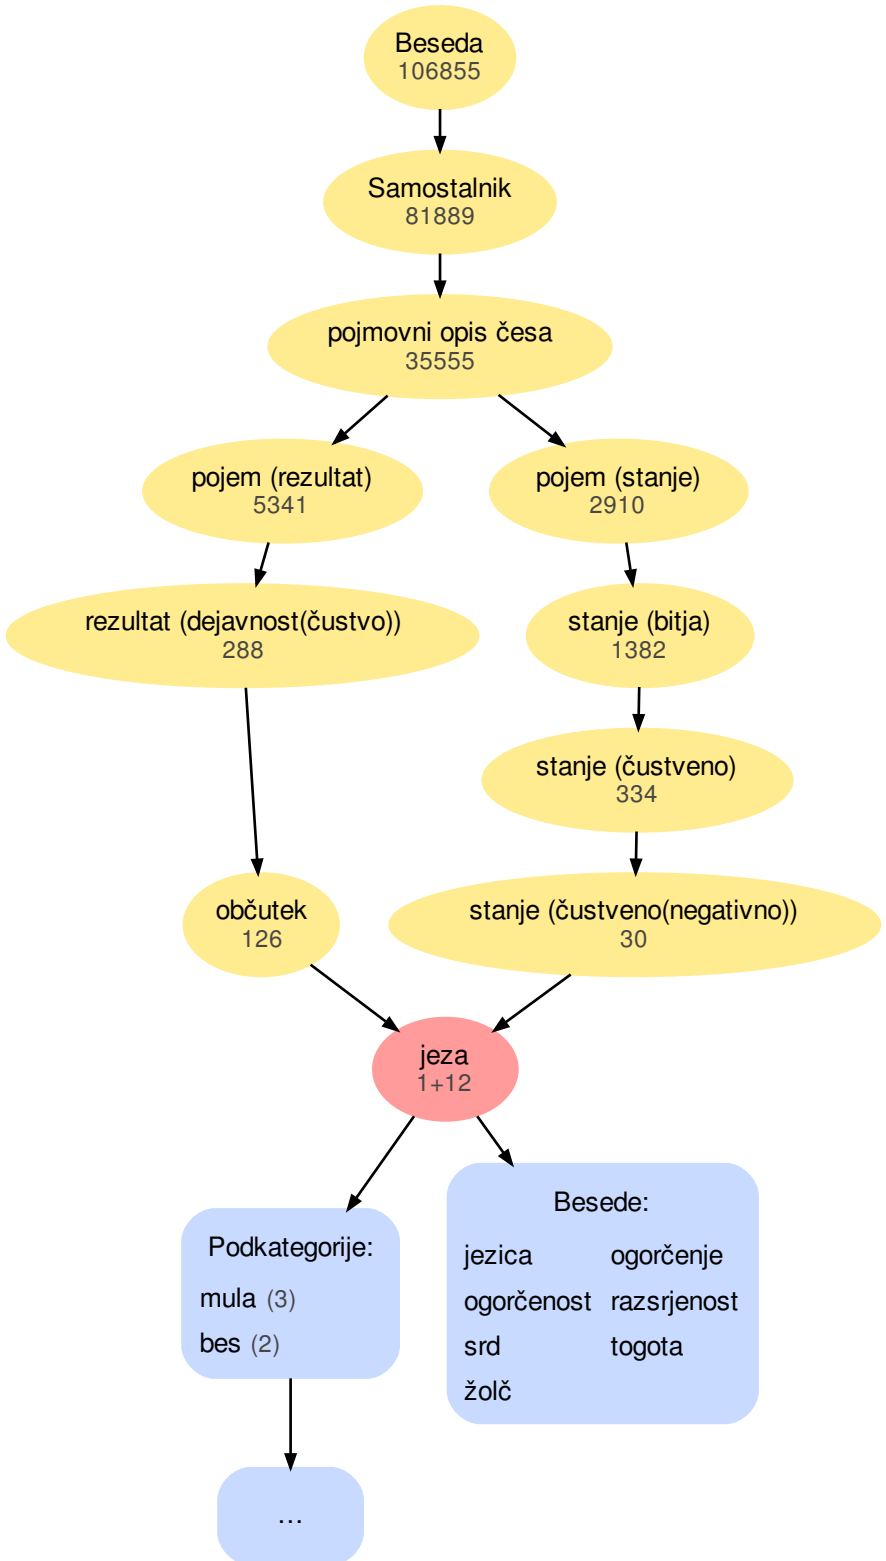 Beseda
106855
Samostalnik
81889
pojmovni opis česa
35555
pojem (rezultat)
5341
pojem (stanje)
2910
rezultat (dejavnost(čustvo))
288
stanje (bitja)
1382
stanje (čustveno)
334
občutek
126
stanje (čustveno(negativno))
30
jeza
1+12
Podkategorije:
mula (3)
bes (2)
Besede:
jezica ogorčenje
ogorčenost razsrjenost
srd togota
žolč
...